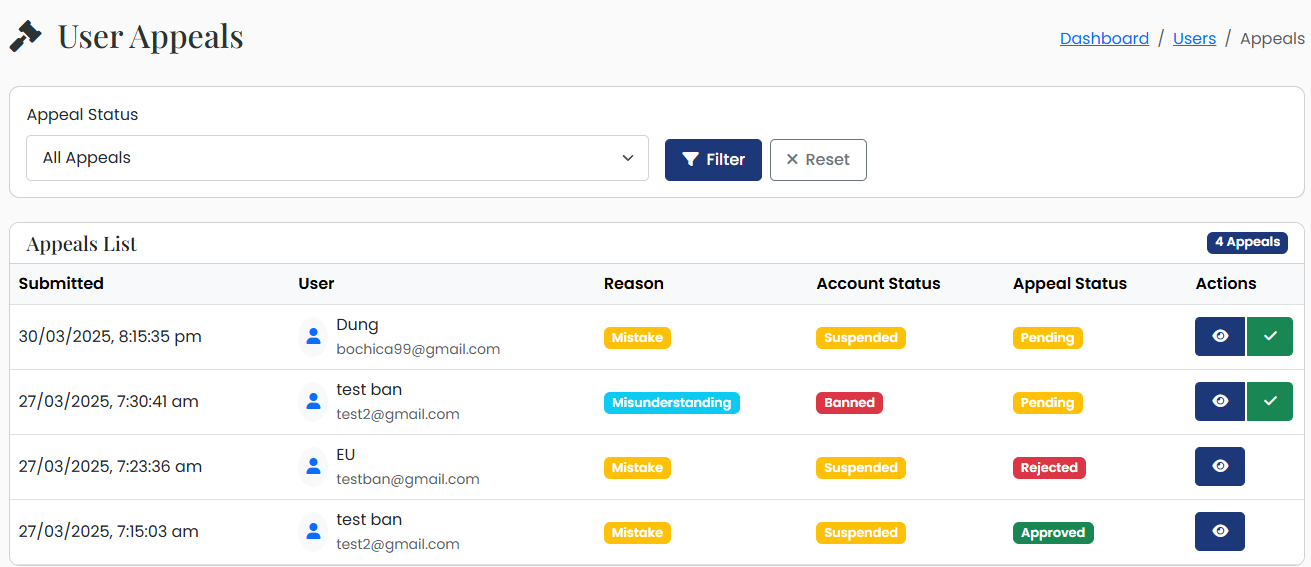 User Appeals
Dashboard / Users / Appeals
Appeal Status
All Appeals
Filter
Reset
Appeals List
4 Appeals
Submitted User Reason Account Status Appeal Status Actions
30/03/2025, 8:15:35 pm Dung Mistake Suspended Pending
bochica99@gmail.com
27/03/2025, 7:30:41 am test ban Misunderstanding Banned Pending
test2@gmail.com
27/03/2025, 7:23:36 am EU Mistake Suspended Rejected
testban@gmail.com
27/03/2025, 7:15:03 am test ban Mistake Suspended Approved
test2@gmail.com